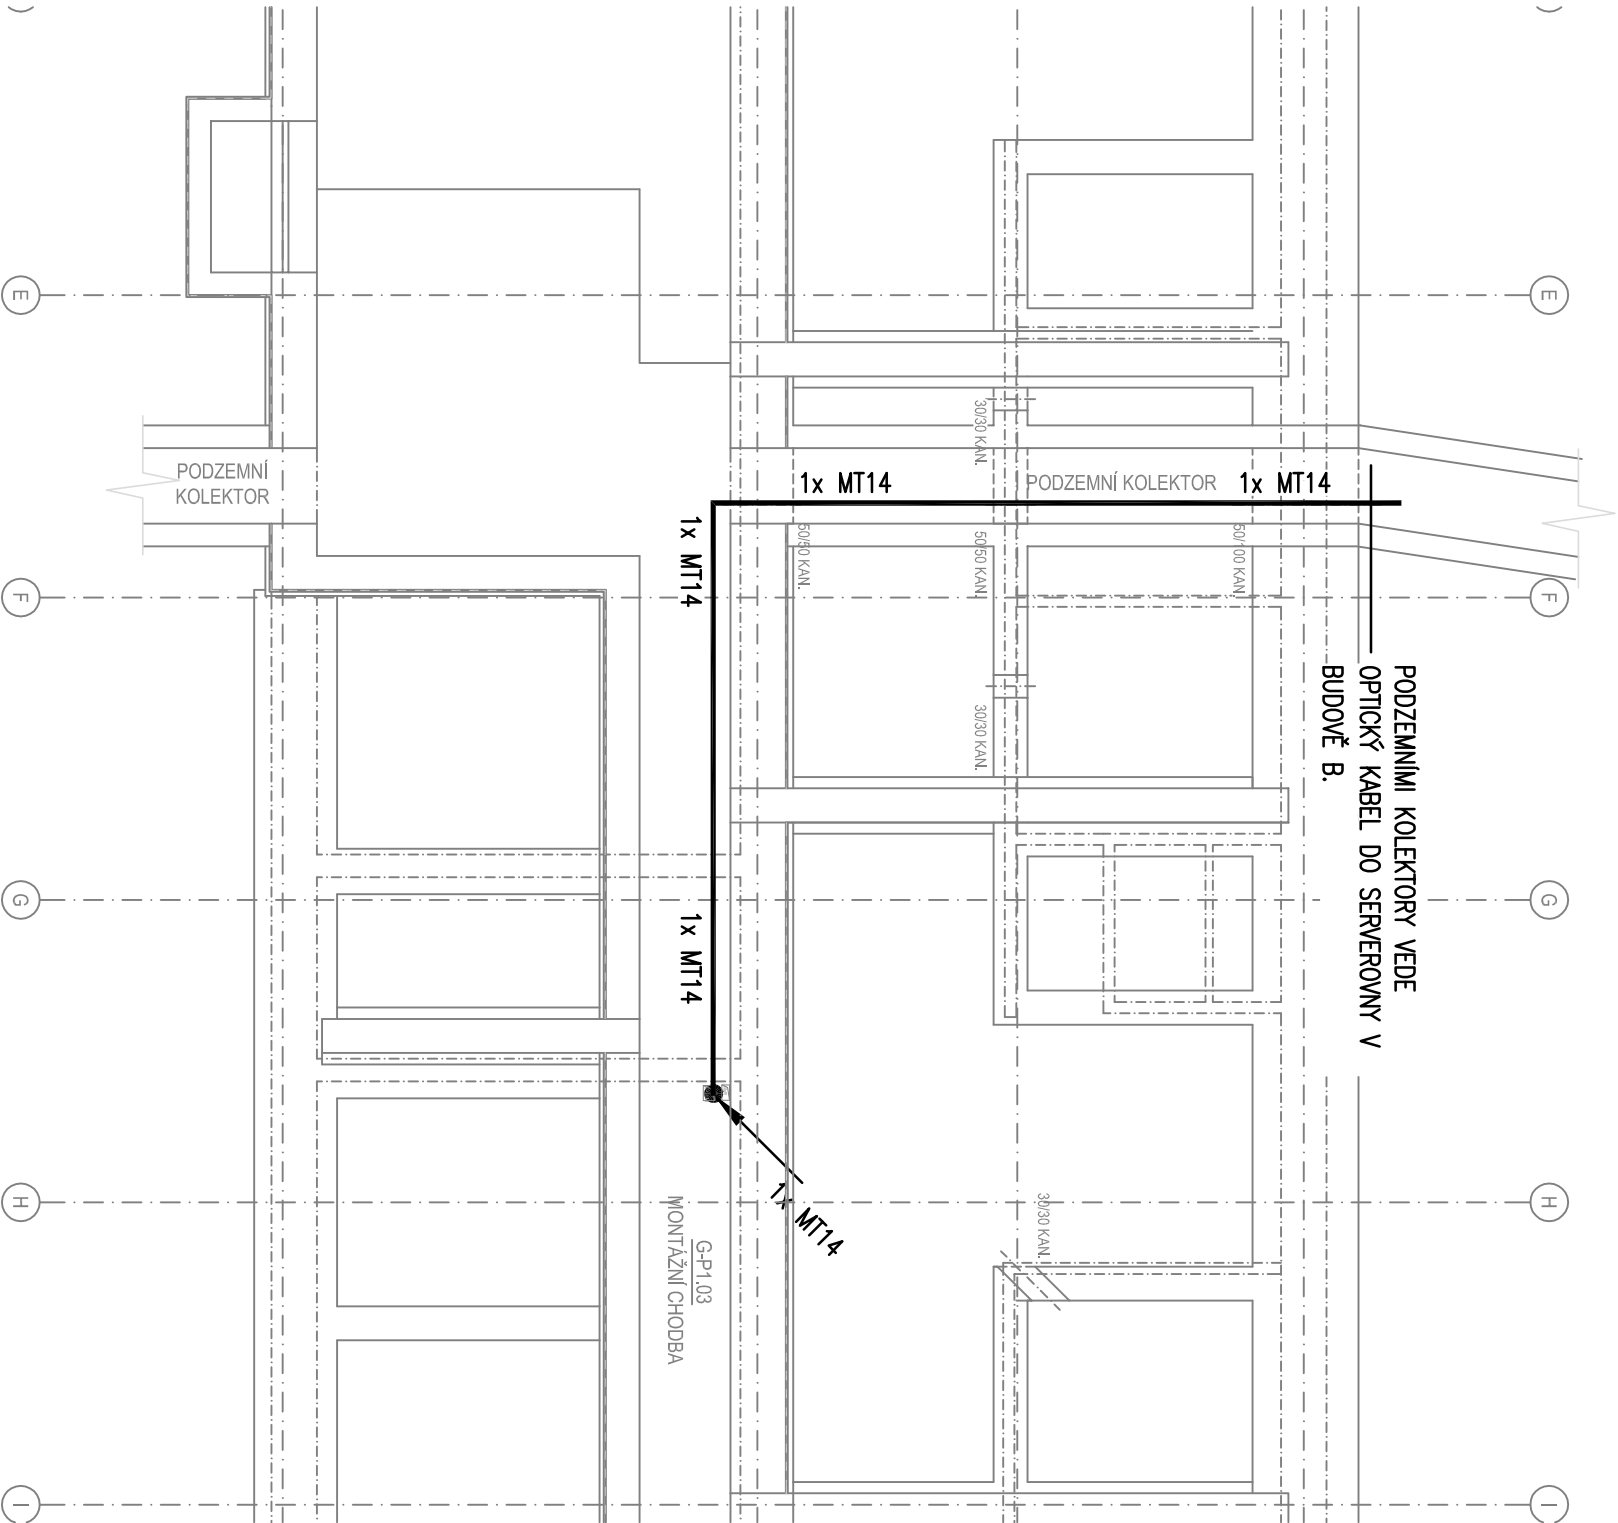 E
E
30/30 KAN.
PODZEMNÍ
KOLEKTOR
1x MT14
PODZEMNÍ KOLEKTOR
1x MT14
1x MT14
50/50 KAN.
50/50 KAN.
50/100 KAN.
F
F
PODZEMNÍMI KOLEKTORY VEDE
OPTICKÝ KABEL DO SERVEROVNY V
BUDOVĚ B.
30/30 KAN.
G
G
1x MT14
1x MT14
H
H
30/30 KAN.
G-P1.03
MONTÁŽNÍ CHODBA
I
I